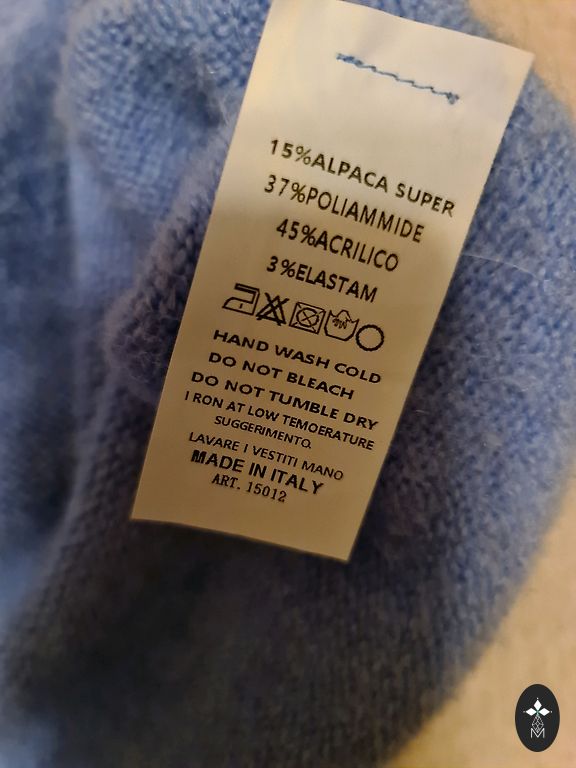 15%ALPACA SUPER
37%POLIAMMIDE
45%ACRILICO
3%ELASTAM
HAND WASH COLD
DO NOT BLEACH
DO NOT TUMBLE DRY
I RON AT LOW TEMOERATURE
SUGGERIMENTO.
LAVARE I VESTITI MANO
MADE IN ITALY
ART. 15012
M